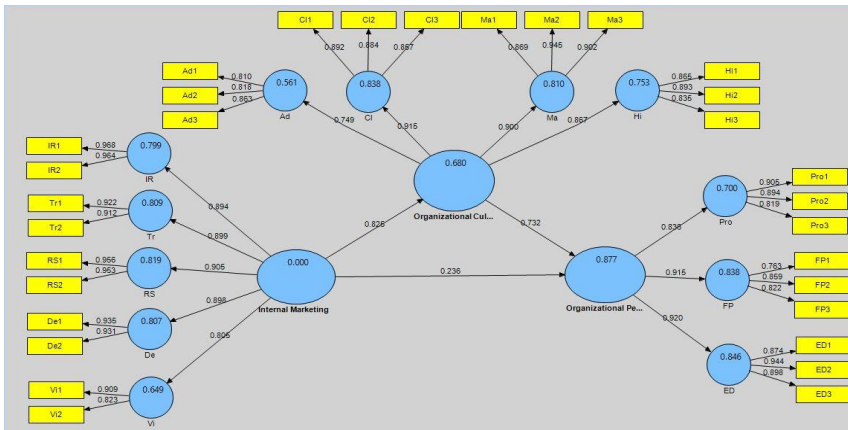 Cl1
Cl2
Cl3
Ma1
Ma2
Ma3
0.892
0.884
0.857
0.869
0.945
0.902
Ad1
Ad2
Ad3
0.810
0.818
0.863
0.561
Ad
0.838
Cl
0.810
Ma
0.753
Hi
0.865
0.893
0.835
Hi1
Hi2
Hi3
0.749
0.915
0.900
0.867
IR1
IR2
0.968
0.964
0.799
IR
0.680
Organizational Cul...
Tr1
Tr2
0.922
0.912
0.809
Tr
0.894
0.899
0.825
0.732
0.700
Pro
0.905
0.894
0.819
Pro1
Pro2
Pro3
RS1
RS2
0.956
0.953
0.819
RS
0.905
0.000
Internal Marketing
0.236
0.877
Organizational Pe...
0.836
0.915
0.838
FP
0.763
0.859
0.822
FP1
FP2
FP3
De1
De2
0.935
0.931
0.807
De
0.898
0.805
0.920
Vi1
Vi2
0.909
0.823
0.649
Vi
0.846
ED
0.874
0.944
0.898
ED1
ED2
ED3